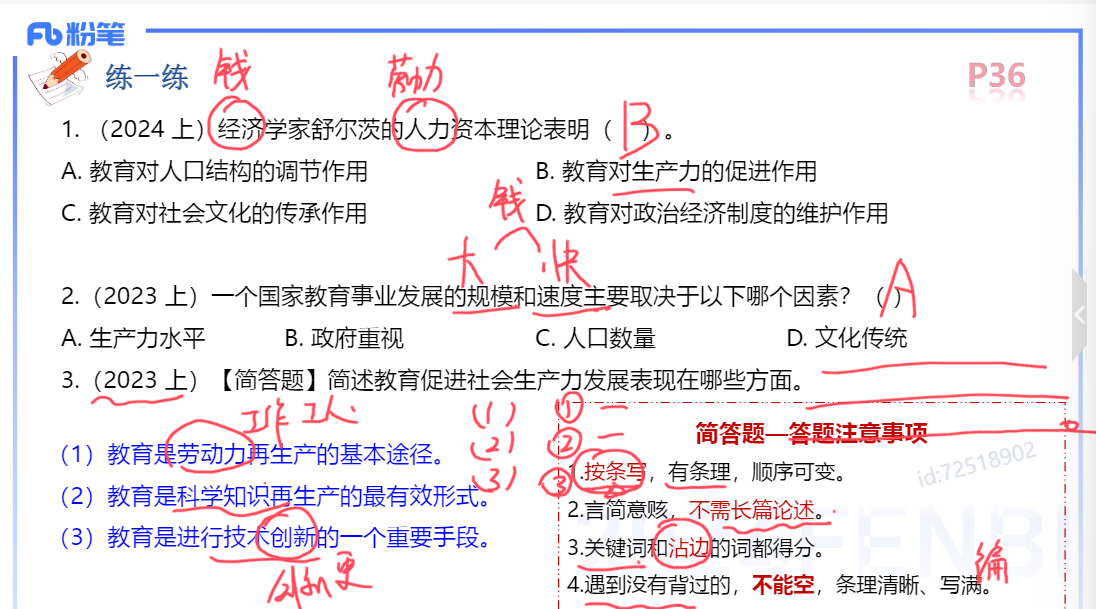 粉笔
练一练
钱
劳动力
P36
1. （2024 上）经济学家舒尔茨的人力资本理论表明（ B ）。
A. 教育对人口结构的调节作用
B. 教育对生产力的促进作用
C. 教育对社会文化的传承作用
D. 教育对政治经济制度的维护作用
钱
大 快
2.（2023 上）一个国家教育事业发展的规模和速度主要取决于以下哪个因素？（ A ）
A. 生产力水平 B. 政府重视 C. 人口数量 D. 文化传统
3.（2023 上）【简答题】简述教育促进社会生产力发展表现在哪些方面。
工作 工人
(1) ①
(2) ②
(3) ③
（1）教育是劳动力再生产的基本途径。
（2）教育是科学知识再生产的最有效形式。
（3）教育是进行技术创新的一个重要手段。
简答题—答题注意事项
1.按条写，有条理，顺序可变。
2.言简意赅，不需长篇论述。
3.关键词和沾边的词都得分。
4.遇到没有背过的，不能空，条理清晰、写满。
编
id:72518902
FENBI